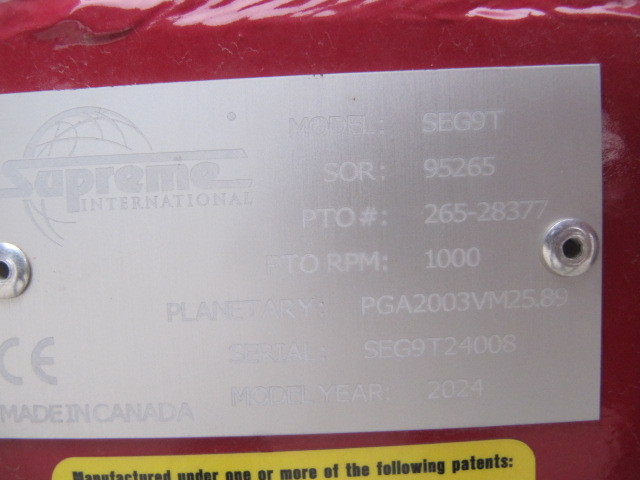 Supreme
INTERNATIONAL
MODEL: SEG9T
SOR: 95265
PTO #: 265-28377
PTO RPM: 1000
PLANETARY: PGA2003VM25.89
SERIAL: SEG9T24008
MODEL YEAR: 2024
CE
MADE IN CANADA
Manufactured under one or more of the following patents: